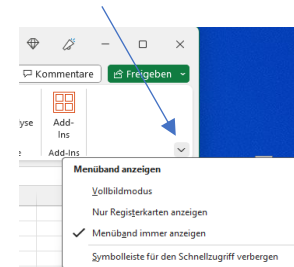 Kommentare
Freigeben
yse
Add-
Ins
e
Add-Ins
Menüband anzeigen
Vollbildmodus
Nur Registerkarten anzeigen
Menüband immer anzeigen
Symbolleiste für den Schnellzugriff verbergen